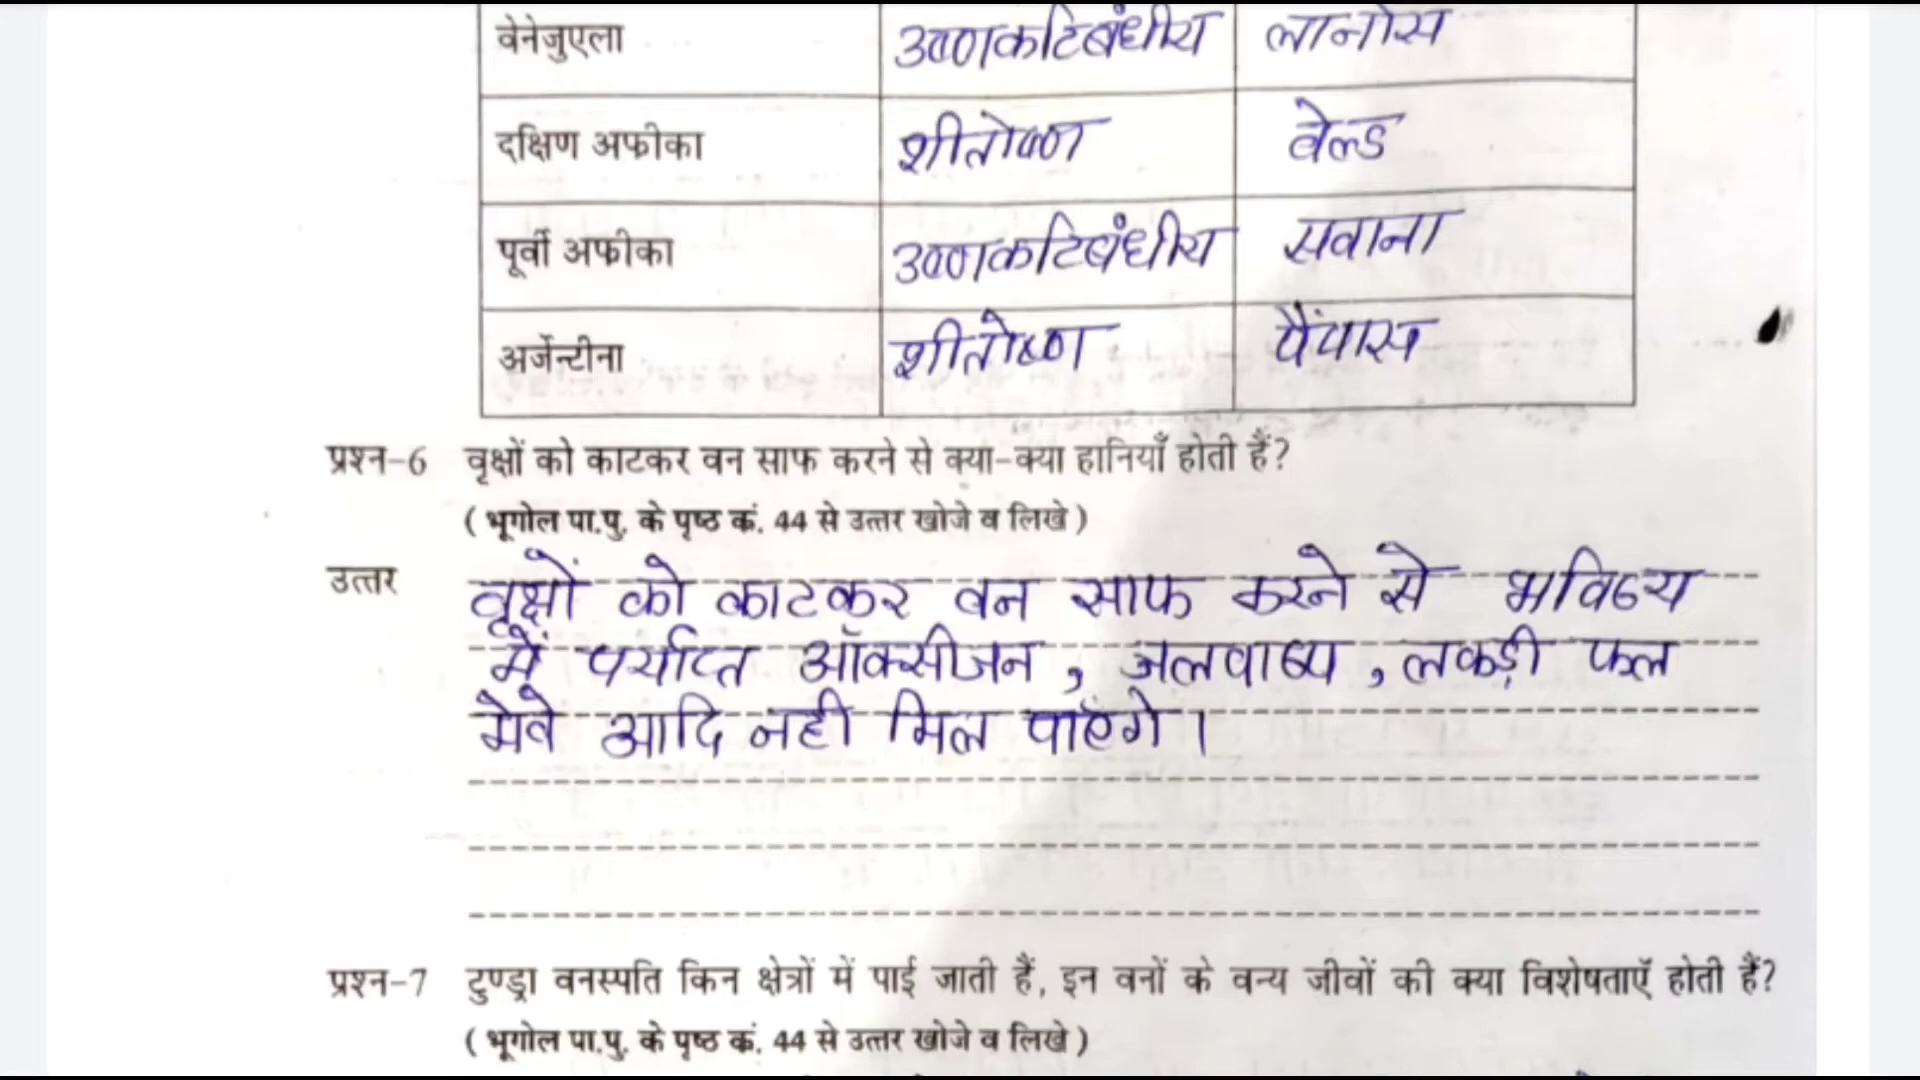 वेनेजुएला उष्णकटिबंधीय लानोस
दक्षिण अफ्रीका शीतोष्ण वेल्ड
पूर्वी अफ्रीका उष्णकटिबंधीय सवाना
अर्जेन्टीना शीतोष्ण पैंपास
प्रश्न-6 वृक्षों को काटकर वन साफ करने से क्या-क्या हानियाँ होती हैं?
( भूगोल पा.पु. के पृष्ठ कं. 44 से उत्तर खोजे व लिखे )
उत्तर वृक्षों को काटकर वन साफ करने से भविष्य
में पर्याप्त ऑक्सीजन , जलवाष्प , लकड़ी फल
मेवे आदि नही मिल पाएंगे ।
प्रश्न-7 टुण्ड्रा वनस्पति किन क्षेत्रों में पाई जाती हैं, इन वनों के वन्य जीवों की क्या विशेषताएँ होती हैं?
( भूगोल पा.पु. के पृष्ठ कं. 44 से उत्तर खोजे व लिखे )